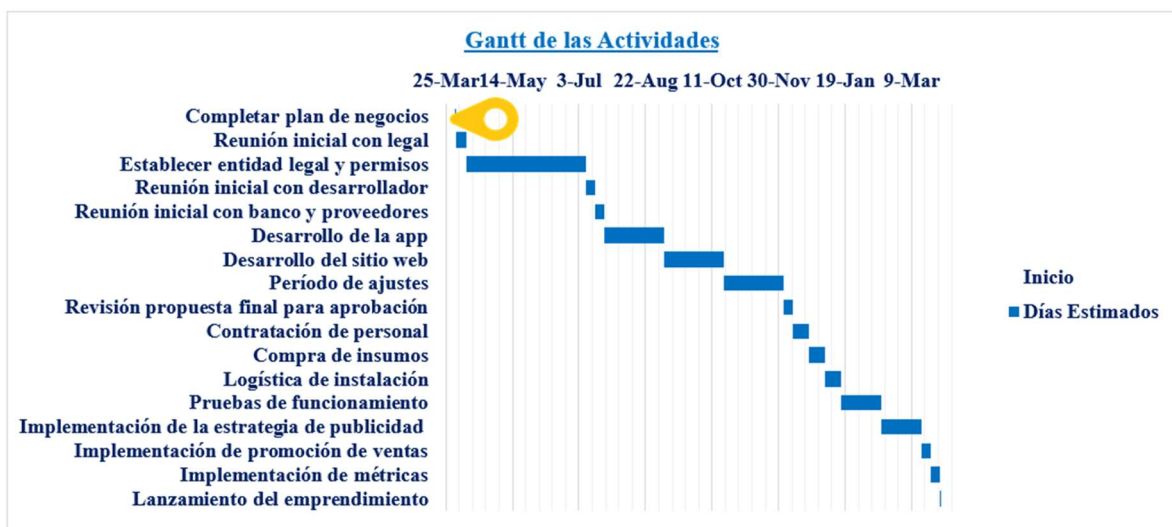 Gantt de las Actividades
25-Mar 14-May 3-Jul 22-Aug 11-Oct 30-Nov 19-Jan 9-Mar
Completar plan de negocios
Reunión inicial con legal
Establecer entidad legal y permisos
Reunión inicial con desarrollador
Reunión inicial con banco y proveedores
Desarrollo de la app
Desarrollo del sitio web
Período de ajustes
Revisión propuesta final para aprobación
Contratación de personal
Compra de insumos
Logística de instalación
Pruebas de funcionamiento
Implementación de la estrategia de publicidad
Implementación de promoción de ventas
Implementación de métricas
Lanzamiento del emprendimiento
Inicio
Días Estimados